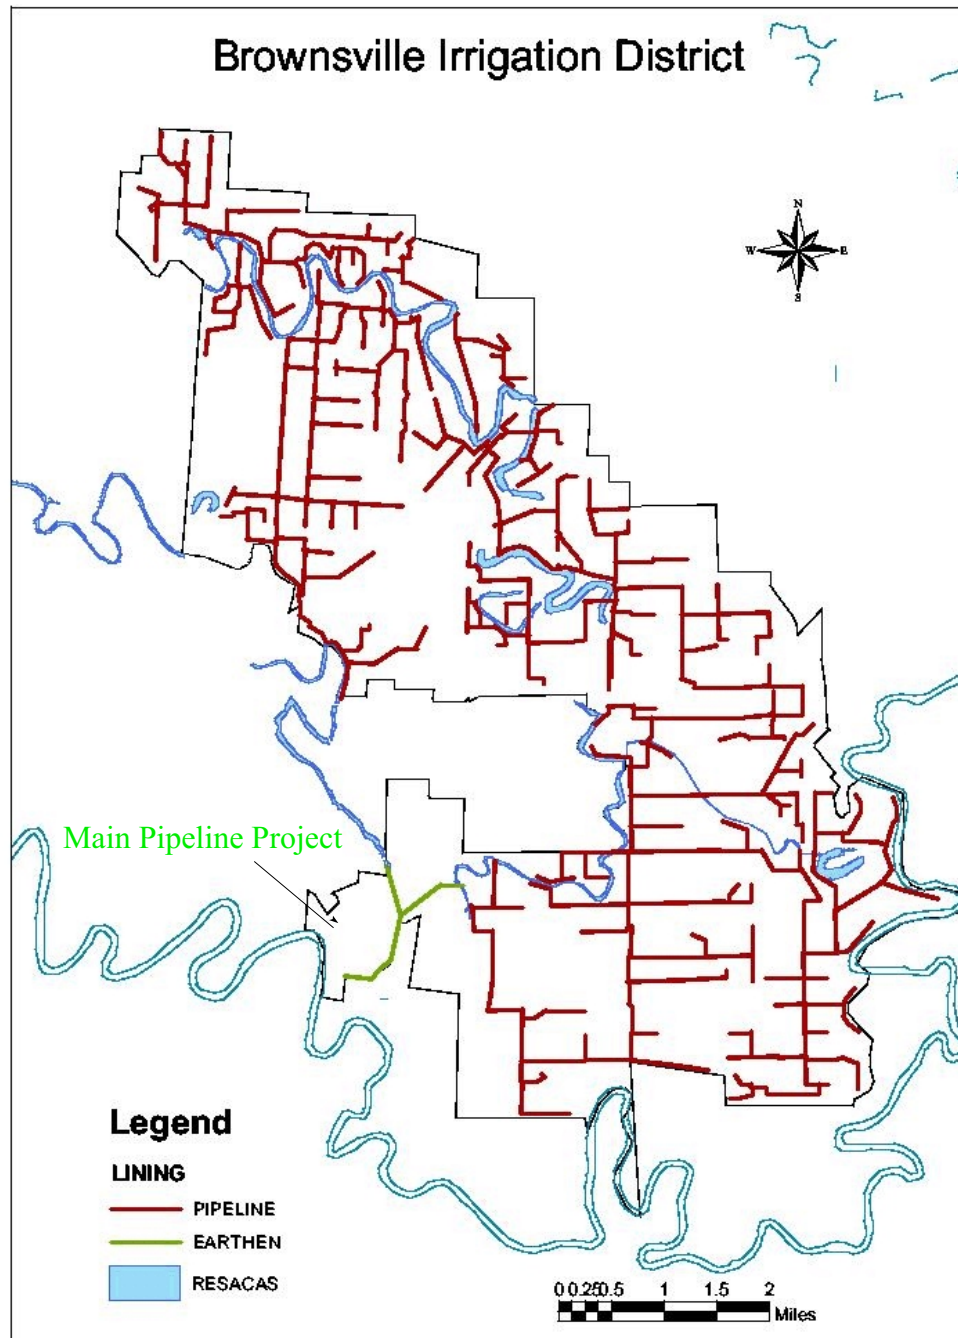 Brownsville Irrigation District
N
W E
S
Main Pipeline Project
Legend
LINING
PIPELINE
EARTHEN
RESACAS
0 0.250.5 1 1.5 2
Miles